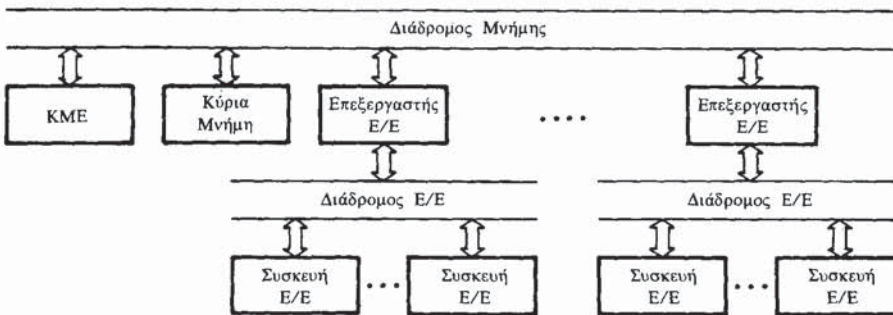 Διάδρομος Μνήμης
ΚΜΕ
Κύρια
Μνήμη
Επεξεργαστής
Ε/Ε
....
Επεξεργαστής
Ε/Ε
Διάδρομος Ε/Ε
Διάδρομος Ε/Ε
Συσκευή
Ε/Ε
...
Συσκευή
Ε/Ε
Συσκευή
Ε/Ε
...
Συσκευή
Ε/Ε